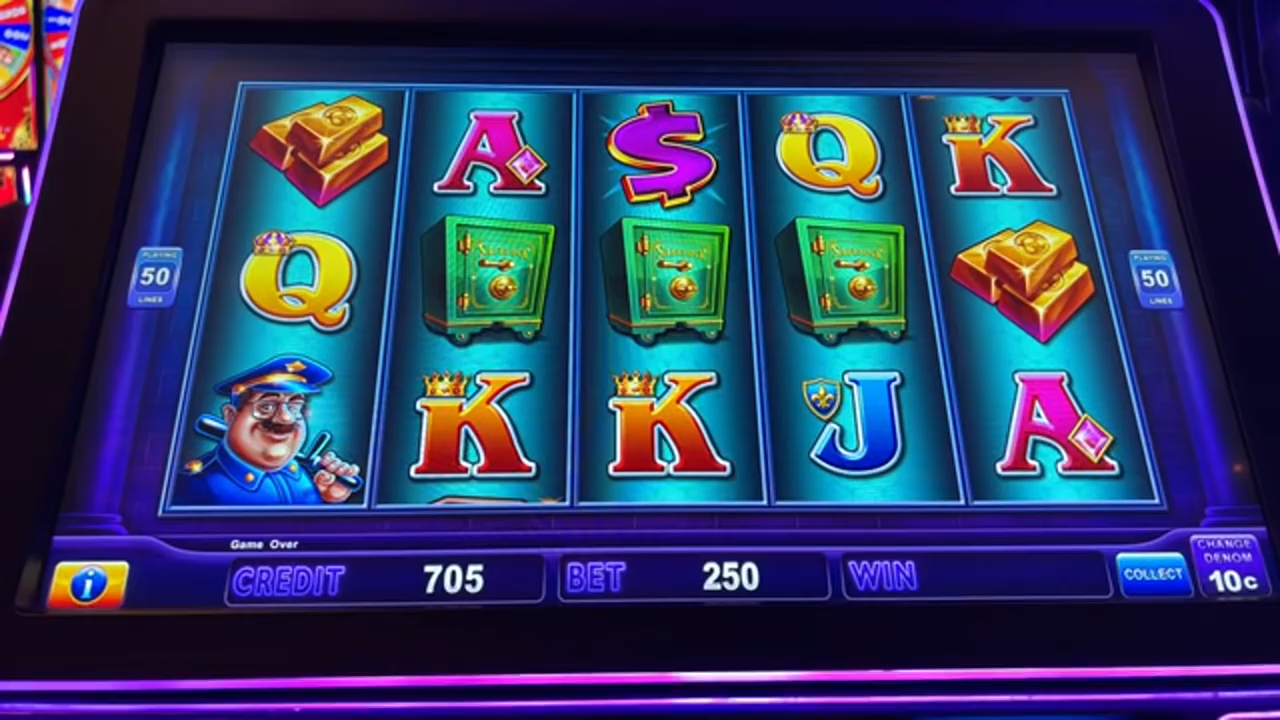 A $ Q K
PLAYING
50
LINES
Q
PLAYING
50
LINES
K K J A
Game Over
CREDIT 705 BET 250 WIN
COLLECT
CHANGE
DENOM
10c